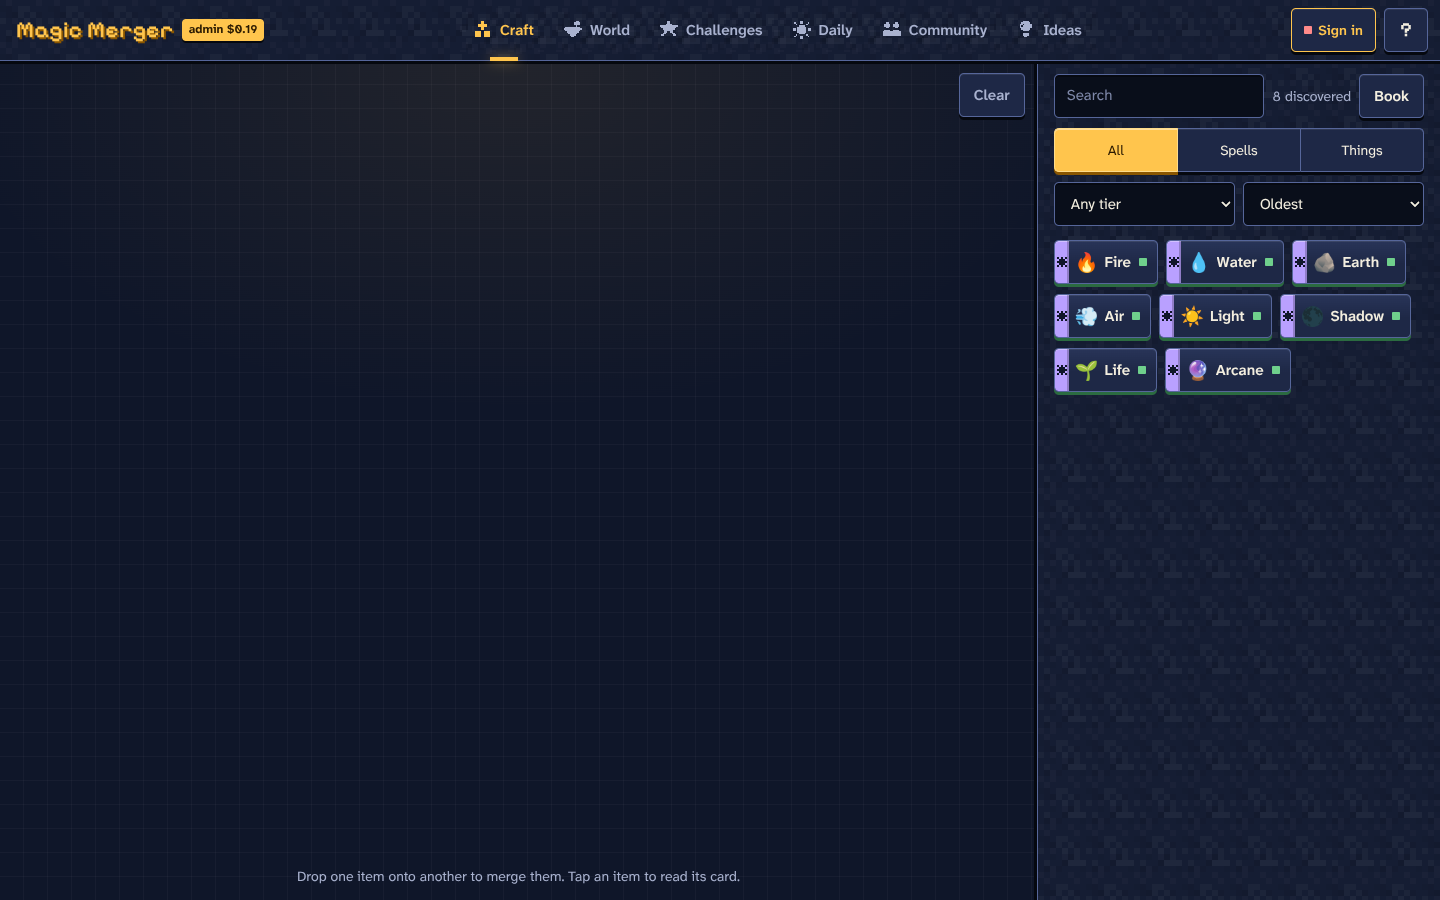 Magic Merger admin $0.19 Craft World Challenges Daily Community Ideas Sign in ?
Clear
Search 8 discovered Book
All Spells Things
Any tier Oldest
Fire Water Earth
Air Light Shadow
Life Arcane
Drop one item onto another to merge them. Tap an item to read its card.